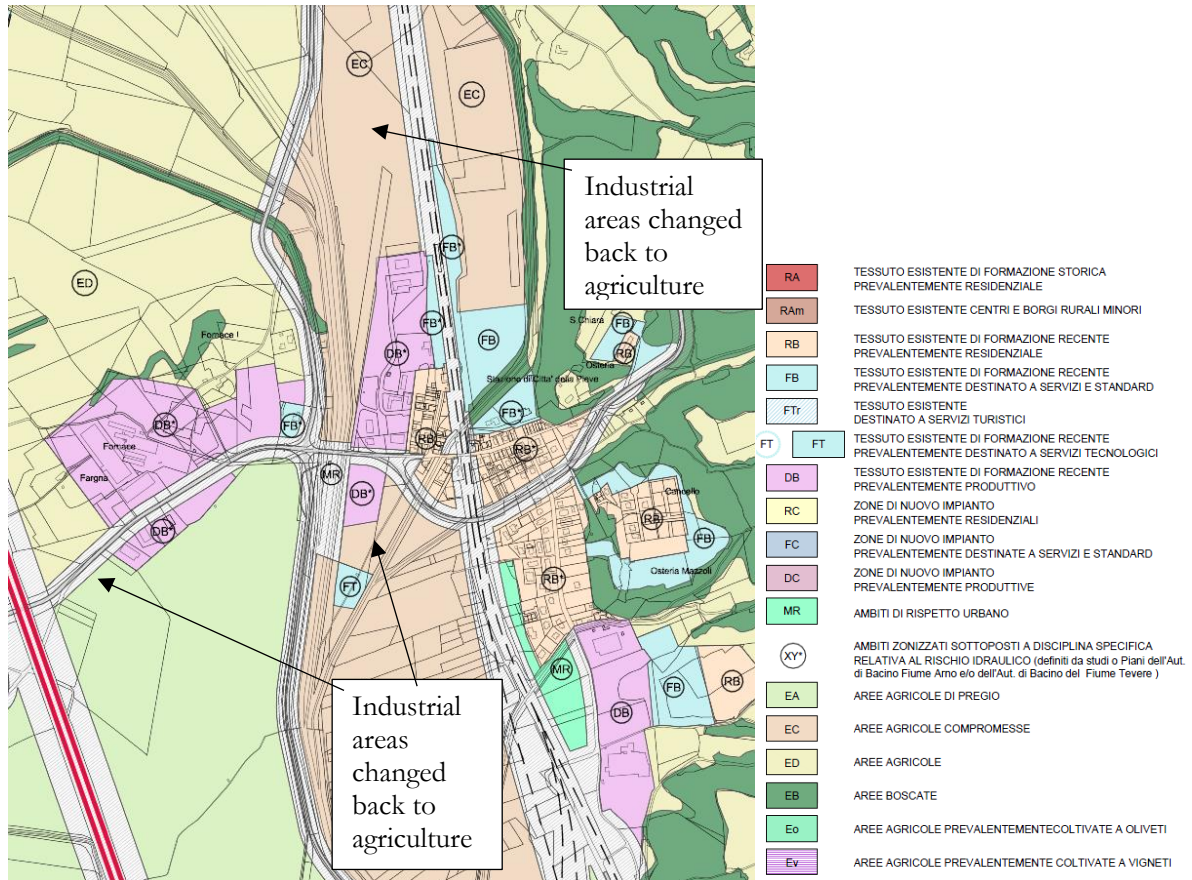 EC
EC
Industrial
areas changed
back to
agriculture
FB*
ED
S.Chiara
FB
FB*
FB
RB
Fornace I
DB*
Osteria
Stazione di Citta' della Pieve
DB*
FB*
FB*
RB
RB*
Fornace
MR
Fargna
DB*
Cancello
RB
DB*
FB
Osteria Mazzoli
FT
RB*
MR
FB
RB
DB
Industrial
areas
changed
back to
agriculture
RA TESSUTO ESISTENTE DI FORMAZIONE STORICA
PREVALENTEMENTE RESIDENZIALE
RAm TESSUTO ESISTENTE CENTRI E BORGI RURALI MINORI
RB TESSUTO ESISTENTE DI FORMAZIONE RECENTE
PREVALENTEMENTE RESIDENZIALE
FB TESSUTO ESISTENTE DI FORMAZIONE RECENTE
PREVALENTEMENTE DESTINATO A SERVIZI E STANDARD
FTr TESSUTO ESISTENTE
DESTINATO A SERVIZI TURISTICI
FT FT TESSUTO ESISTENTE DI FORMAZIONE RECENTE
PREVALENTEMENTE DESTINATO A SERVIZI TECNOLOGICI
DB TESSUTO ESISTENTE DI FORMAZIONE RECENTE
PREVALENTEMENTE PRODUTTIVO
RC ZONE DI NUOVO IMPIANTO
PREVALENTEMENTE RESIDENZIALI
FC ZONE DI NUOVO IMPIANTO
PREVALENTEMENTE DESTINATE A SERVIZI E STANDARD
DC ZONE DI NUOVO IMPIANTO
PREVALENTEMENTE PRODUTTIVE
MR AMBITI DI RISPETTO URBANO
XY* AMBITI ZONIZZATI SOTTOPOSTI A DISCIPLINA SPECIFICA
RELATIVA AL RISCHIO IDRAULICO (definiti da studi o Piani dell'Aut.
di Bacino Fiume Arno e/o dell'Aut. di Bacino del Fiume Tevere )
EA AREE AGRICOLE DI PREGIO
EC AREE AGRICOLE COMPROMESSE
ED AREE AGRICOLE
EB AREE BOSCATE
Eo AREE AGRICOLE PREVALENTEMENTECOLTIVATE A OLIVETI
Ev AREE AGRICOLE PREVALENTEMENTE COLTIVATE A VIGNETI